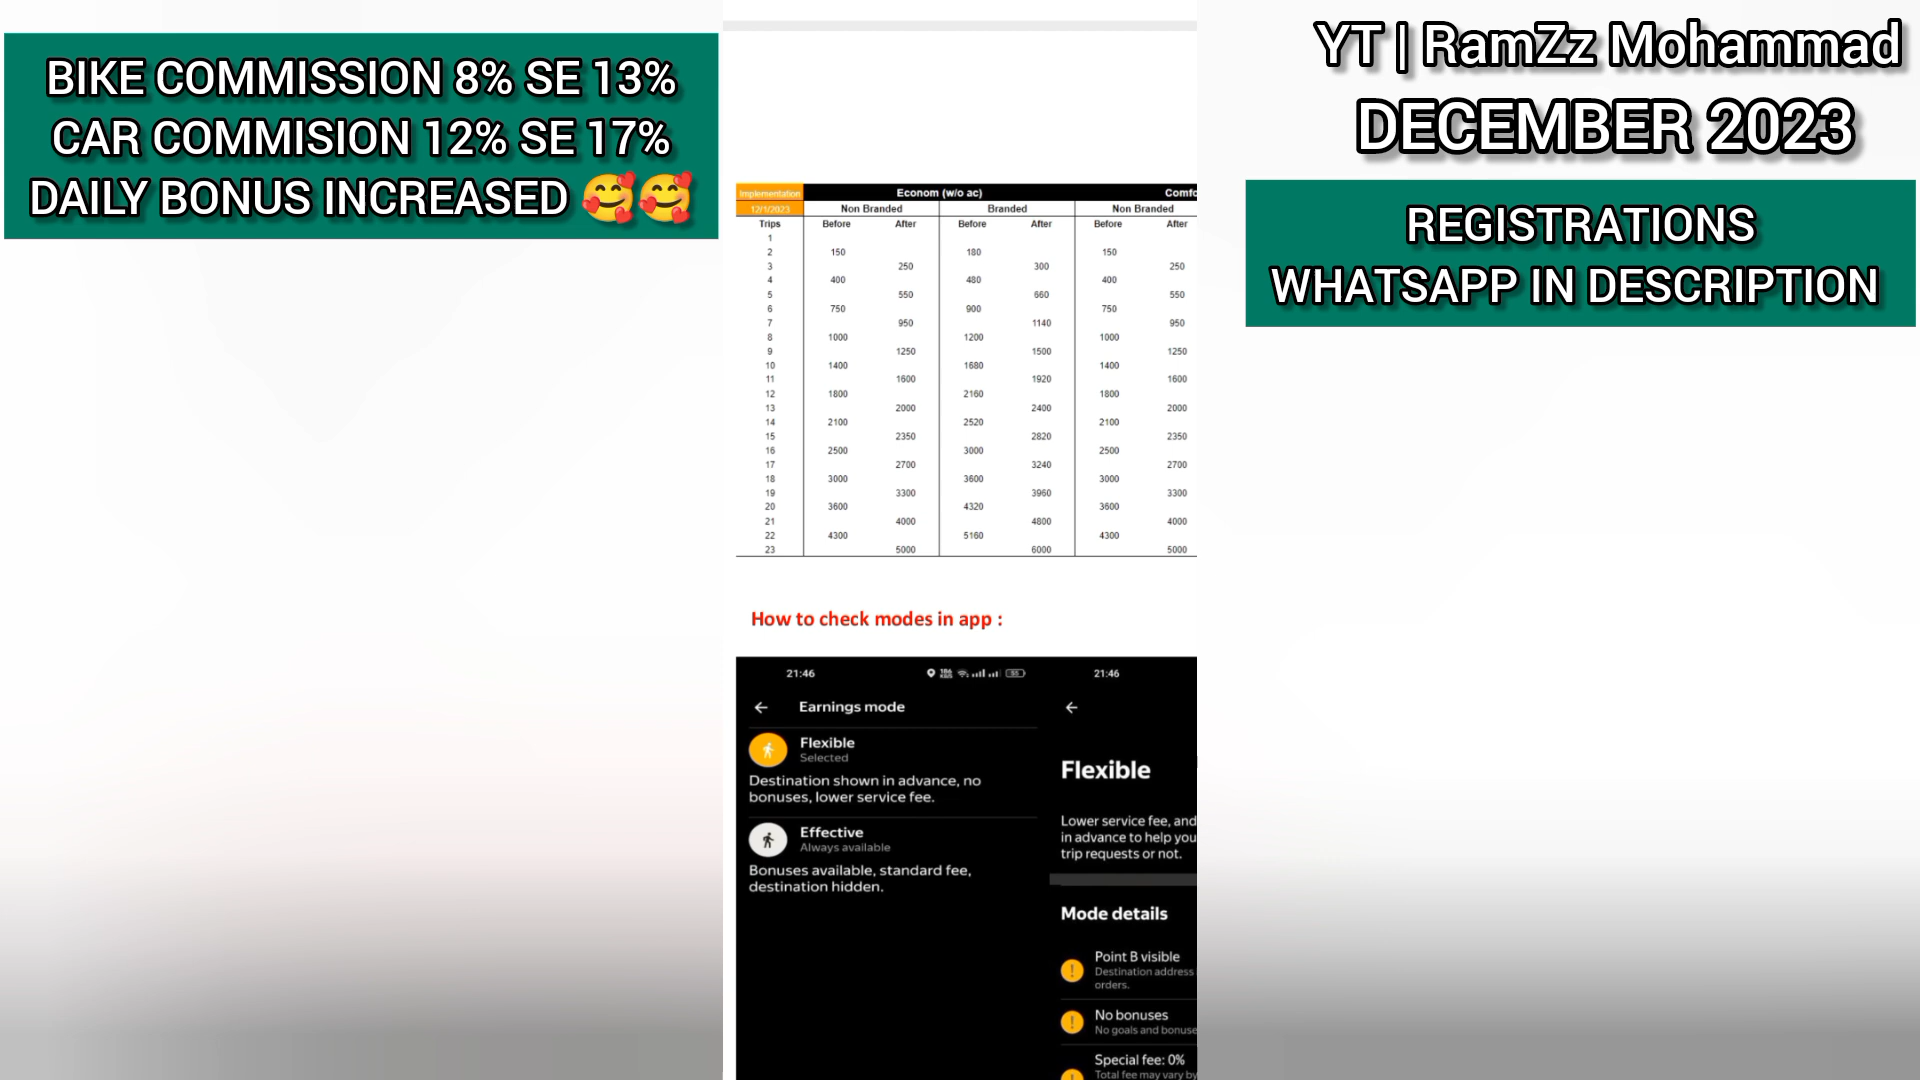 BIKE COMMISSION 8% SE 13%
CAR COMMISION 12% SE 17%
DAILY BONUS INCREASED 🥰🥰
YT | RamZz Mohammad
DECEMBER 2023
REGISTRATIONS
WHATSAPP IN DESCRIPTION
Implementation Econom (w/o ac) Comfo
12/1/2023 Non Branded Branded Non Branded
Trips Before After Before After Before After
1
2 150 180 150
3 250 300 250
4 400 480 400
5 550 660 550
6 750 900 750
7 950 1140 950
8 1000 1200 1000
9 1250 1500 1250
10 1400 1680 1400
11 1600 1920 1600
12 1800 2160 1800
13 2000 2400 2000
14 2100 2520 2100
15 2350 2820 2350
16 2500 3000 2500
17 2700 3240 2700
18 3000 3600 3000
19 3300 3960 3300
20 3600 4320 3600
21 4000 4800 4000
22 4300 5160 4300
23 5000 6000 5000
How to check modes in app :
21:46
Earnings mode
Flexible
Selected
Destination shown in advance, no
bonuses, lower service fee.
Effective
Always available
Bonuses available, standard fee,
destination hidden.
21:46
Flexible
Lower service fee, and
in advance to help you
trip requests or not.
Mode details
Point B visible
Destination address
orders.
No bonuses
No goals and bonuse
Special fee: 0%
Total fee may vary by